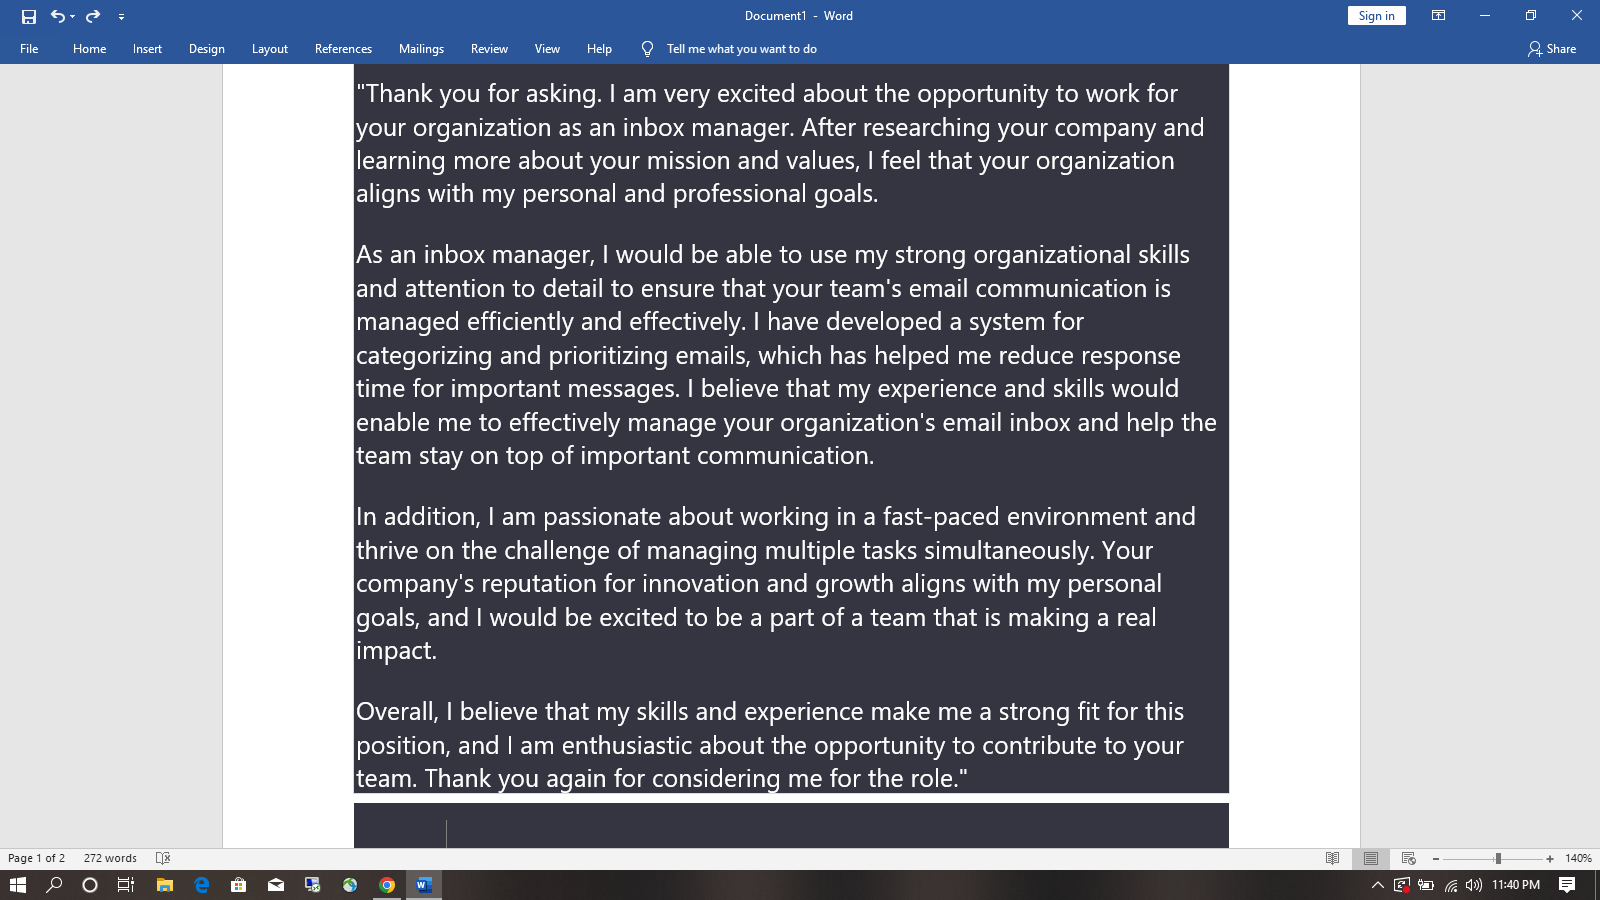 Document1 - Word
Sign in
File Home Insert Design Layout References Mailings Review View Help Tell me what you want to do Share
"Thank you for asking. I am very excited about the opportunity to work for
your organization as an inbox manager. After researching your company and
learning more about your mission and values, I feel that your organization
aligns with my personal and professional goals.
As an inbox manager, I would be able to use my strong organizational skills
and attention to detail to ensure that your team's email communication is
managed efficiently and effectively. I have developed a system for
categorizing and prioritizing emails, which has helped me reduce response
time for important messages. I believe that my experience and skills would
enable me to effectively manage your organization's email inbox and help the
team stay on top of important communication.
In addition, I am passionate about working in a fast-paced environment and
thrive on the challenge of managing multiple tasks simultaneously. Your
company's reputation for innovation and growth aligns with my personal
goals, and I would be excited to be a part of a team that is making a real
impact.
Overall, I believe that my skills and experience make me a strong fit for this
position, and I am enthusiastic about the opportunity to contribute to your
team. Thank you again for considering me for the role."
Page 1 of 2 272 words 140%
11:40 PM